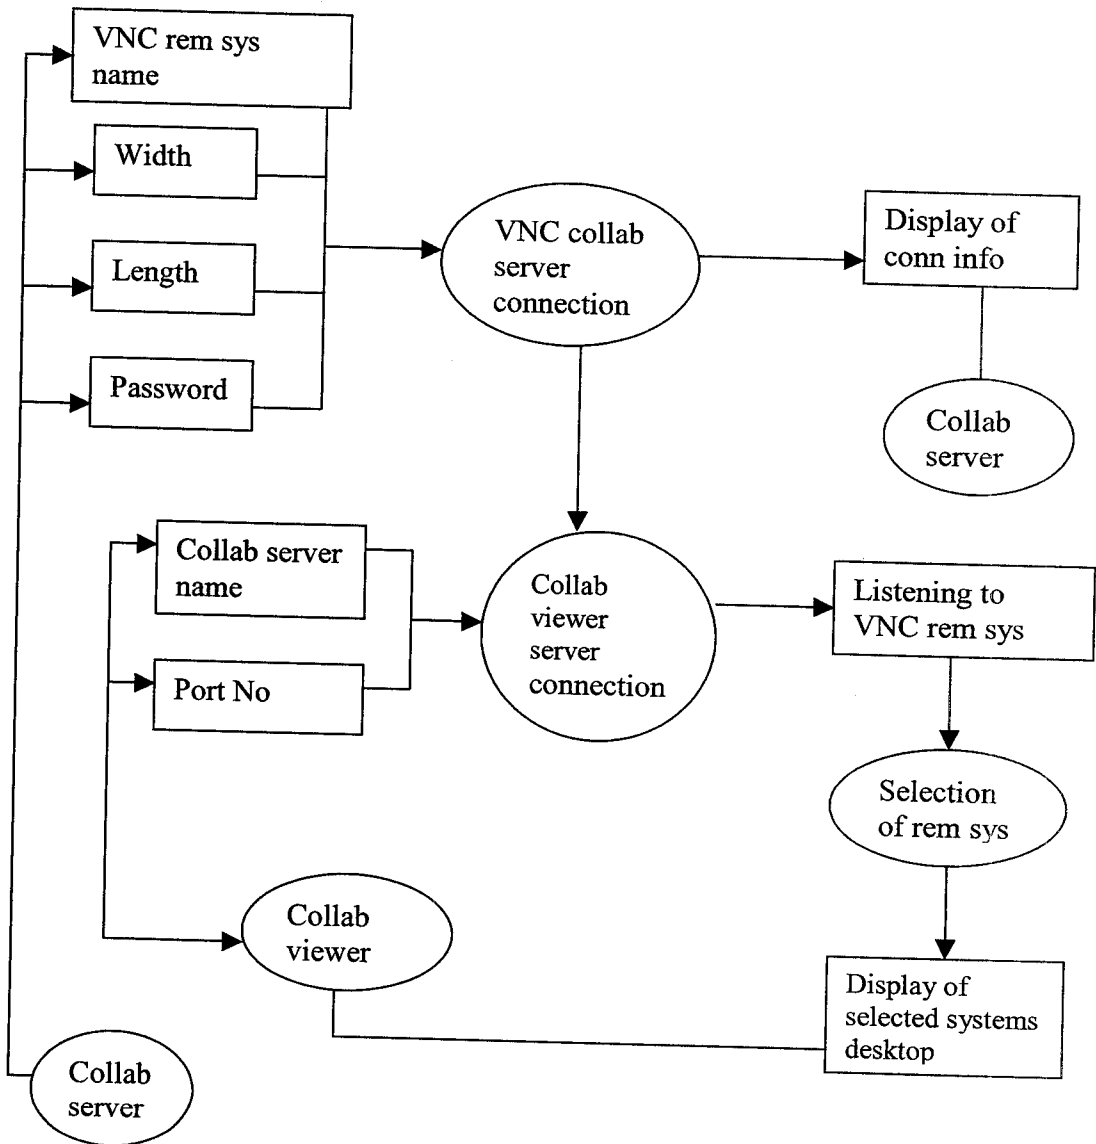 VNC rem sys
name
Width
Length
Password
VNC collab
server
connection
Display of
conn info
Collab
server
Collab server
name
Port No
Collab
viewer
server
connection
Listening to
VNC rem sys
Selection
of rem sys
Collab
viewer
Display of
selected systems
desktop
Collab
server